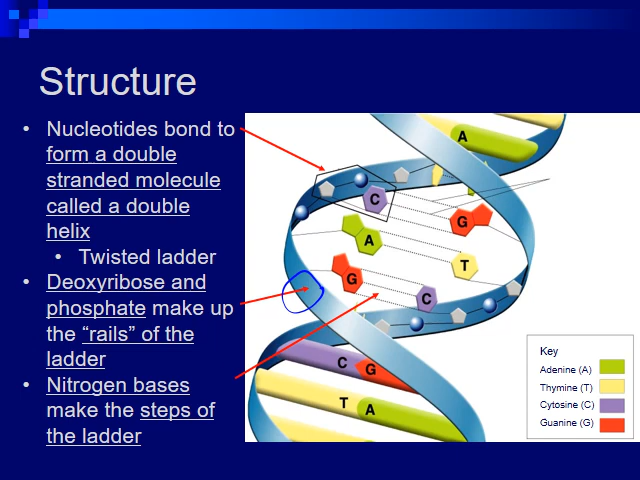 Structure
• Nucleotides bond to
form a double
stranded molecule
called a double
helix
• Twisted ladder
• Deoxyribose and
phosphate make up
the “rails” of the
ladder
• Nitrogen bases
make the steps of
the ladder
A
C
G
A
T
G
C
C G
T A
Key
Adenine (A)
Thymine (T)
Cytosine (C)
Guanine (G)